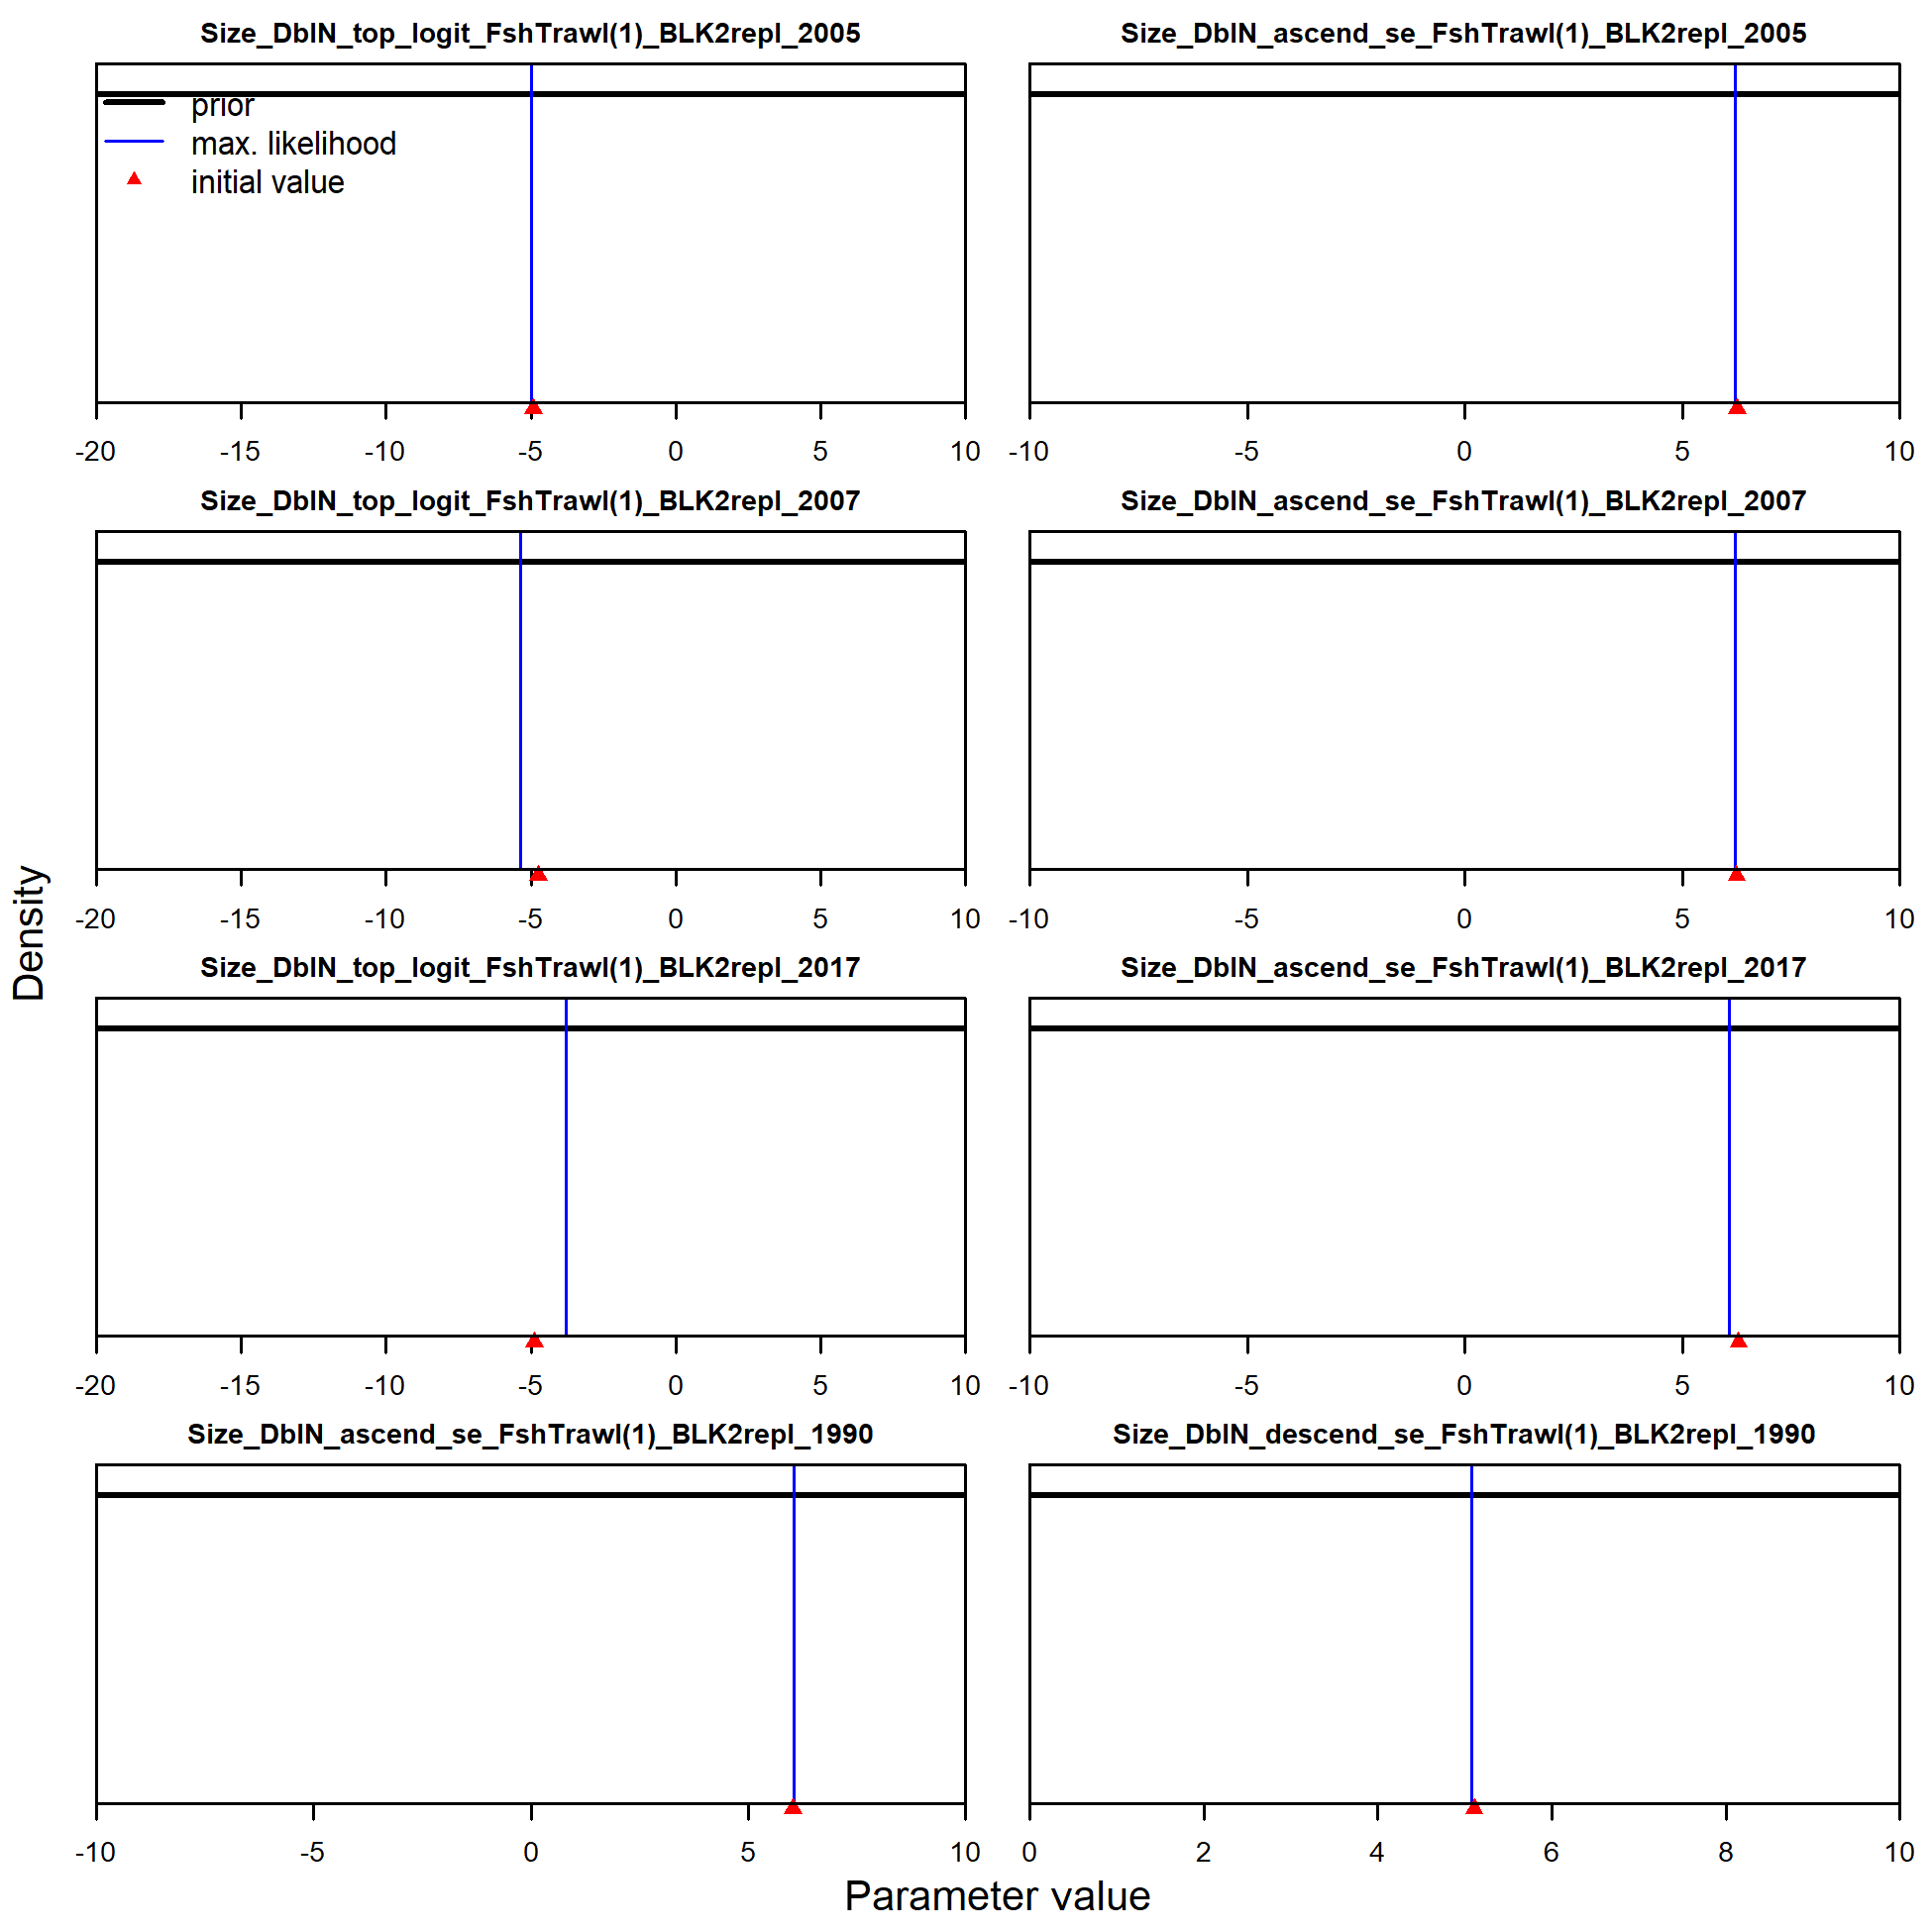 Size_DblN_top_logit_FshTrawl(1)_BLK2repl_2005
Size_DblN_ascend_se_FshTrawl(1)_BLK2repl_2005
prior
max. likelihood
initial value
-20 -15 -10 -5 0 5 10
-10 -5 0 5 10
Size_DblN_top_logit_FshTrawl(1)_BLK2repl_2007
Size_DblN_ascend_se_FshTrawl(1)_BLK2repl_2007
-20 -15 -10 -5 0 5 10
-10 -5 0 5 10
Density
Size_DblN_top_logit_FshTrawl(1)_BLK2repl_2017
Size_DblN_ascend_se_FshTrawl(1)_BLK2repl_2017
-20 -15 -10 -5 0 5 10
-10 -5 0 5 10
Size_DblN_ascend_se_FshTrawl(1)_BLK2repl_1990
Size_DblN_descend_se_FshTrawl(1)_BLK2repl_1990
-10 -5 0 5 10
0 2 4 6 8 10
Parameter value